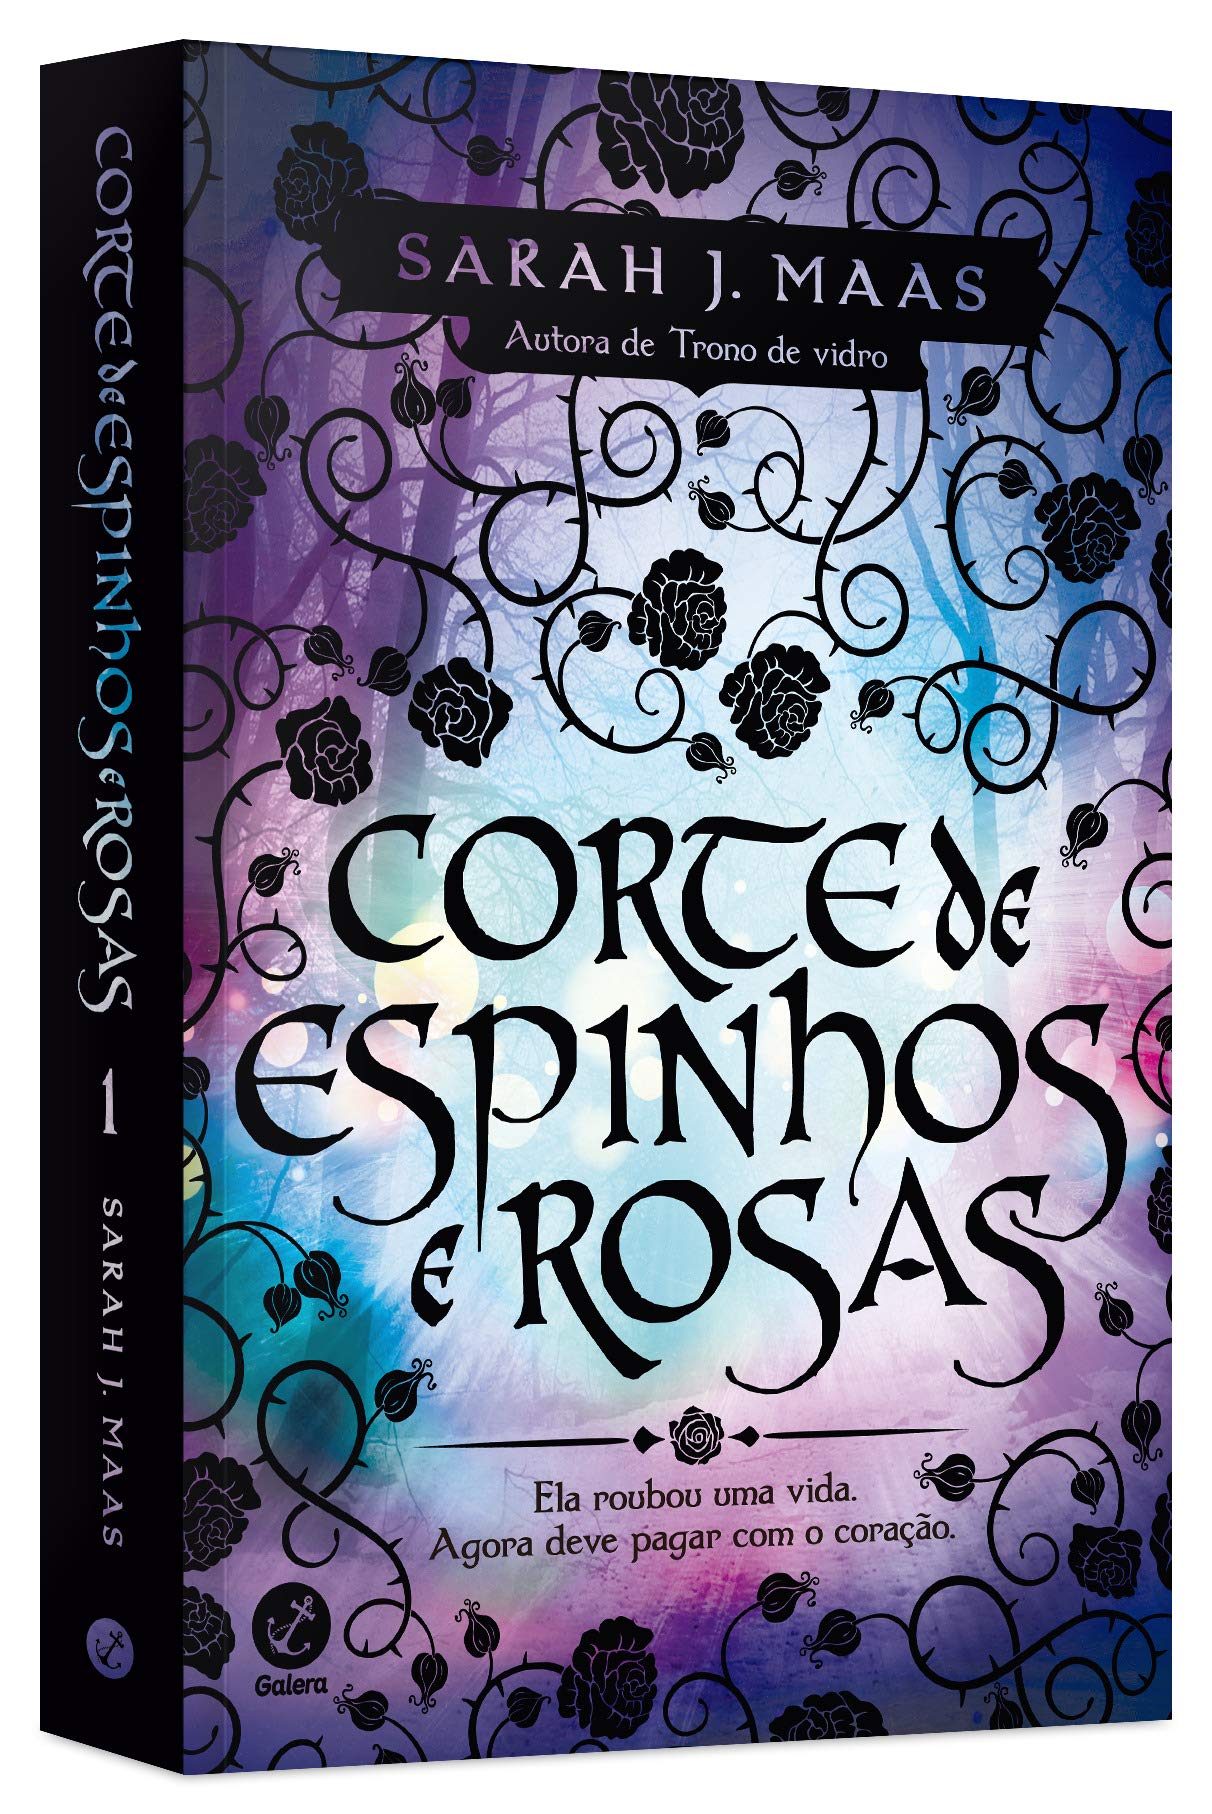 CORTE de ESPINHOS e ROSAS
1
SARAH J. MAAS
SARAH J. MAAS
Autora de Trono de vidro
CORTE de
ESPINHOS
e ROSAS
Ela roubou uma vida.
Agora deve pagar com o coração.
Galera